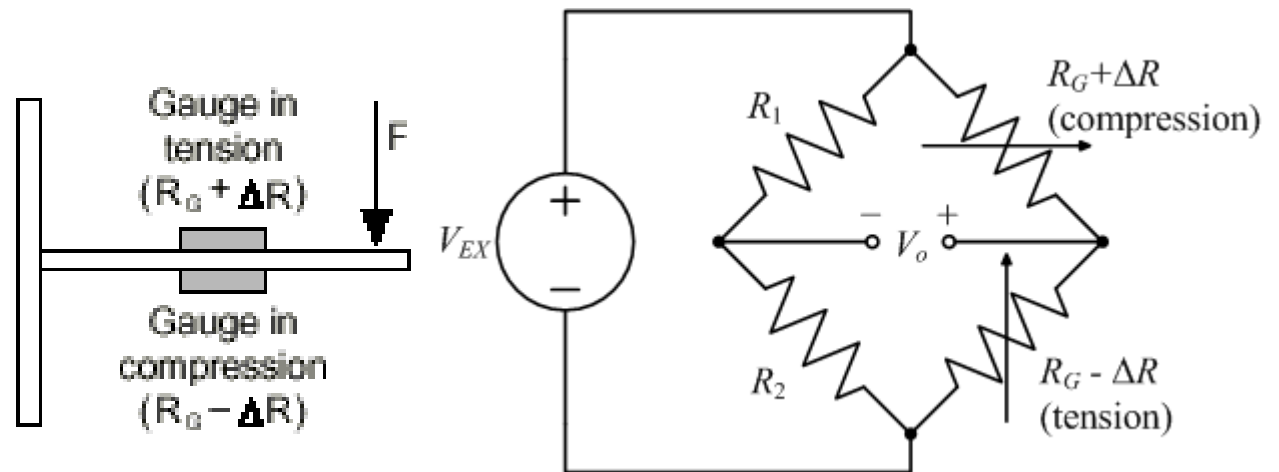 Gauge in
tension
(R_G + ΔR)
F
Gauge in
compression
(R_G − ΔR)
V_EX
+
−
R_1
R_G+ΔR
(compression)
− V_o +
R_2
R_G - ΔR
(tension)